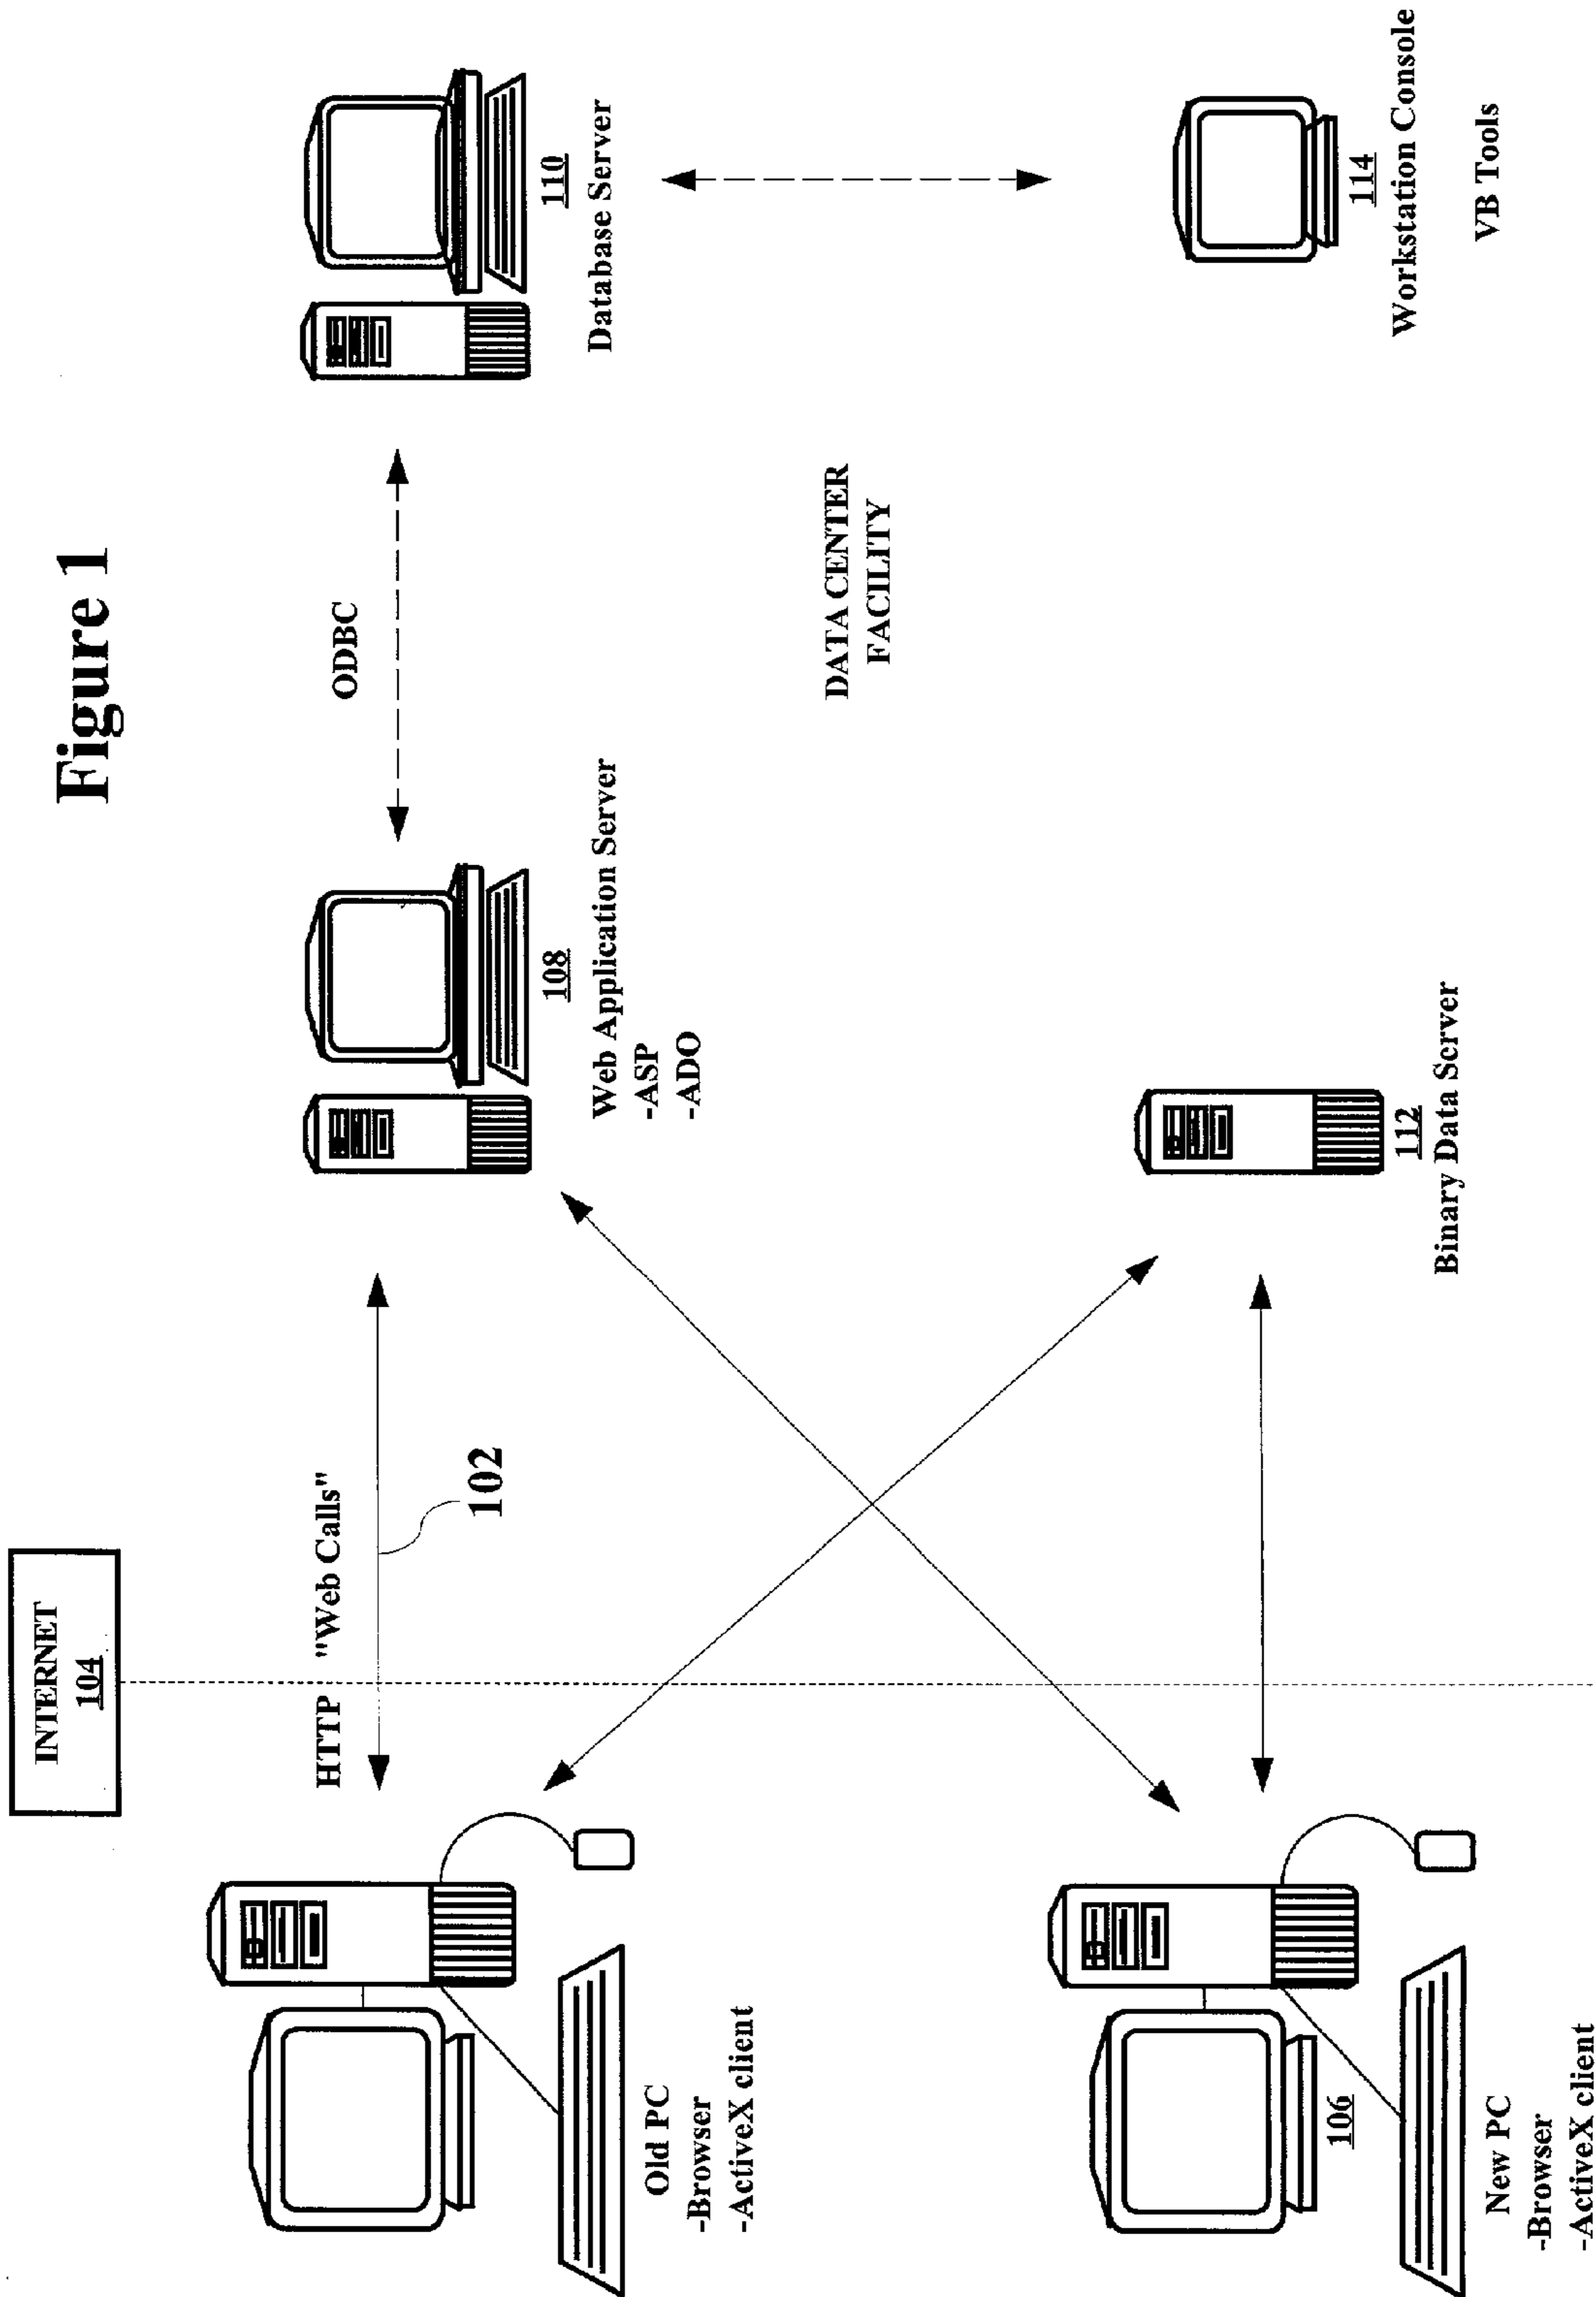 Figure 1
INTERNET
104
HTTP "Web Calls"
102
ODBC
Old PC
-Browser
-ActiveX client
108
Web Application Server
-ASP
-ADO
110
Database Server
DATA CENTER
FACILITY
106
New PC
-Browser
-ActiveX client
112
Binary Data Server
114
Workstation Console
VB Tools